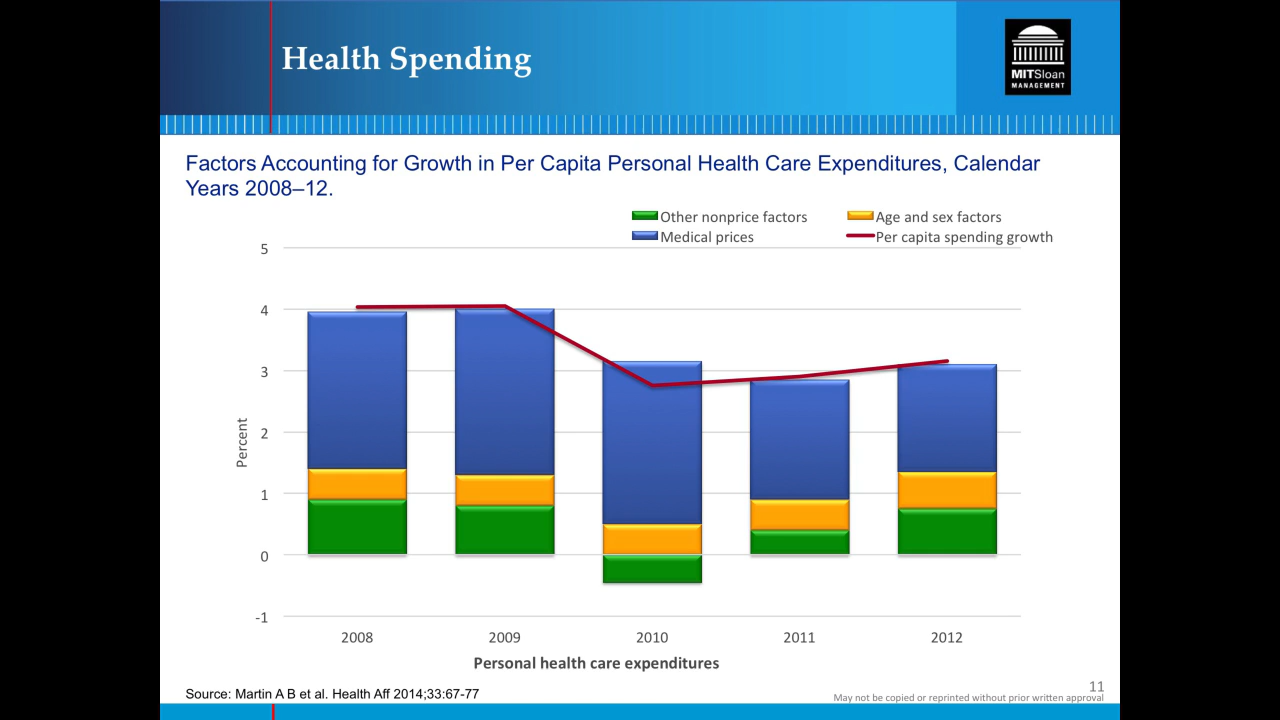 Health Spending
MITSloan
MANAGEMENT
Factors Accounting for Growth in Per Capita Personal Health Care Expenditures, Calendar
Years 2008–12.
Other nonprice factors
Age and sex factors
Medical prices
Per capita spending growth
5
4
3
2
1
0
-1
Percent
2008
2009
2010
2011
2012
Personal health care expenditures
Source: Martin A B et al. Health Aff 2014;33:67-77
11
May not be copied or reprinted without prior written approval